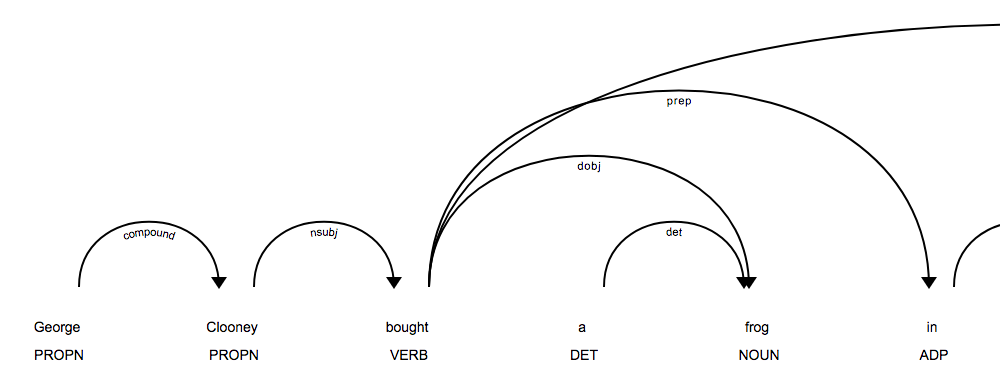 prep
dobj
compound nsubj det
George Clooney bought a frog in
PROPN PROPN VERB DET NOUN ADP